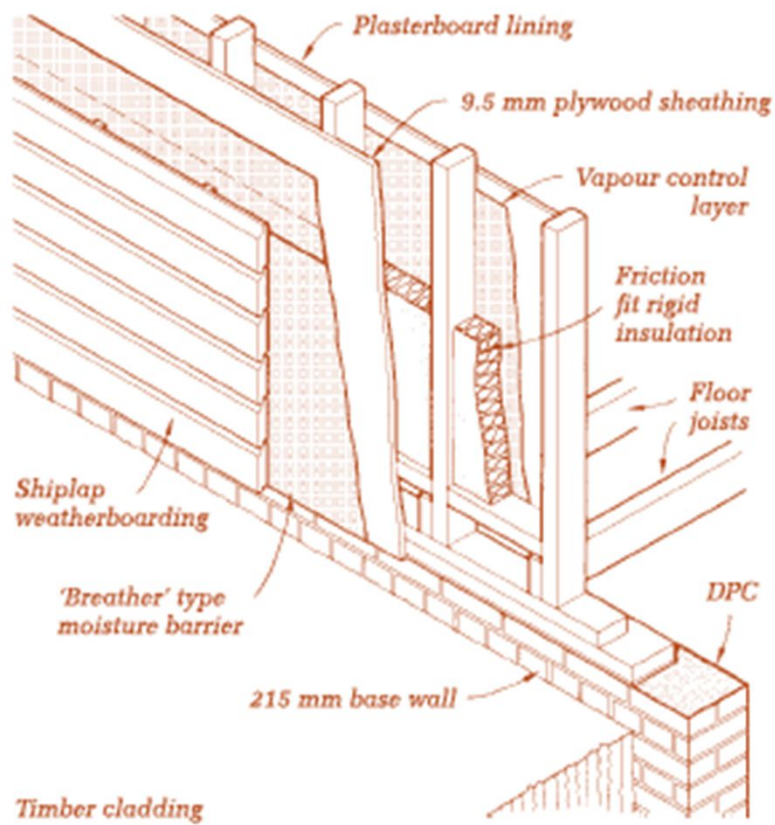 Plasterboard lining
9.5 mm plywood sheathing
Vapour control
layer
Friction
fit rigid
insulation
Floor
joists
Shiplap
weatherboarding
‘Breather’ type
moisture barrier
DPC
215 mm base wall
Timber cladding